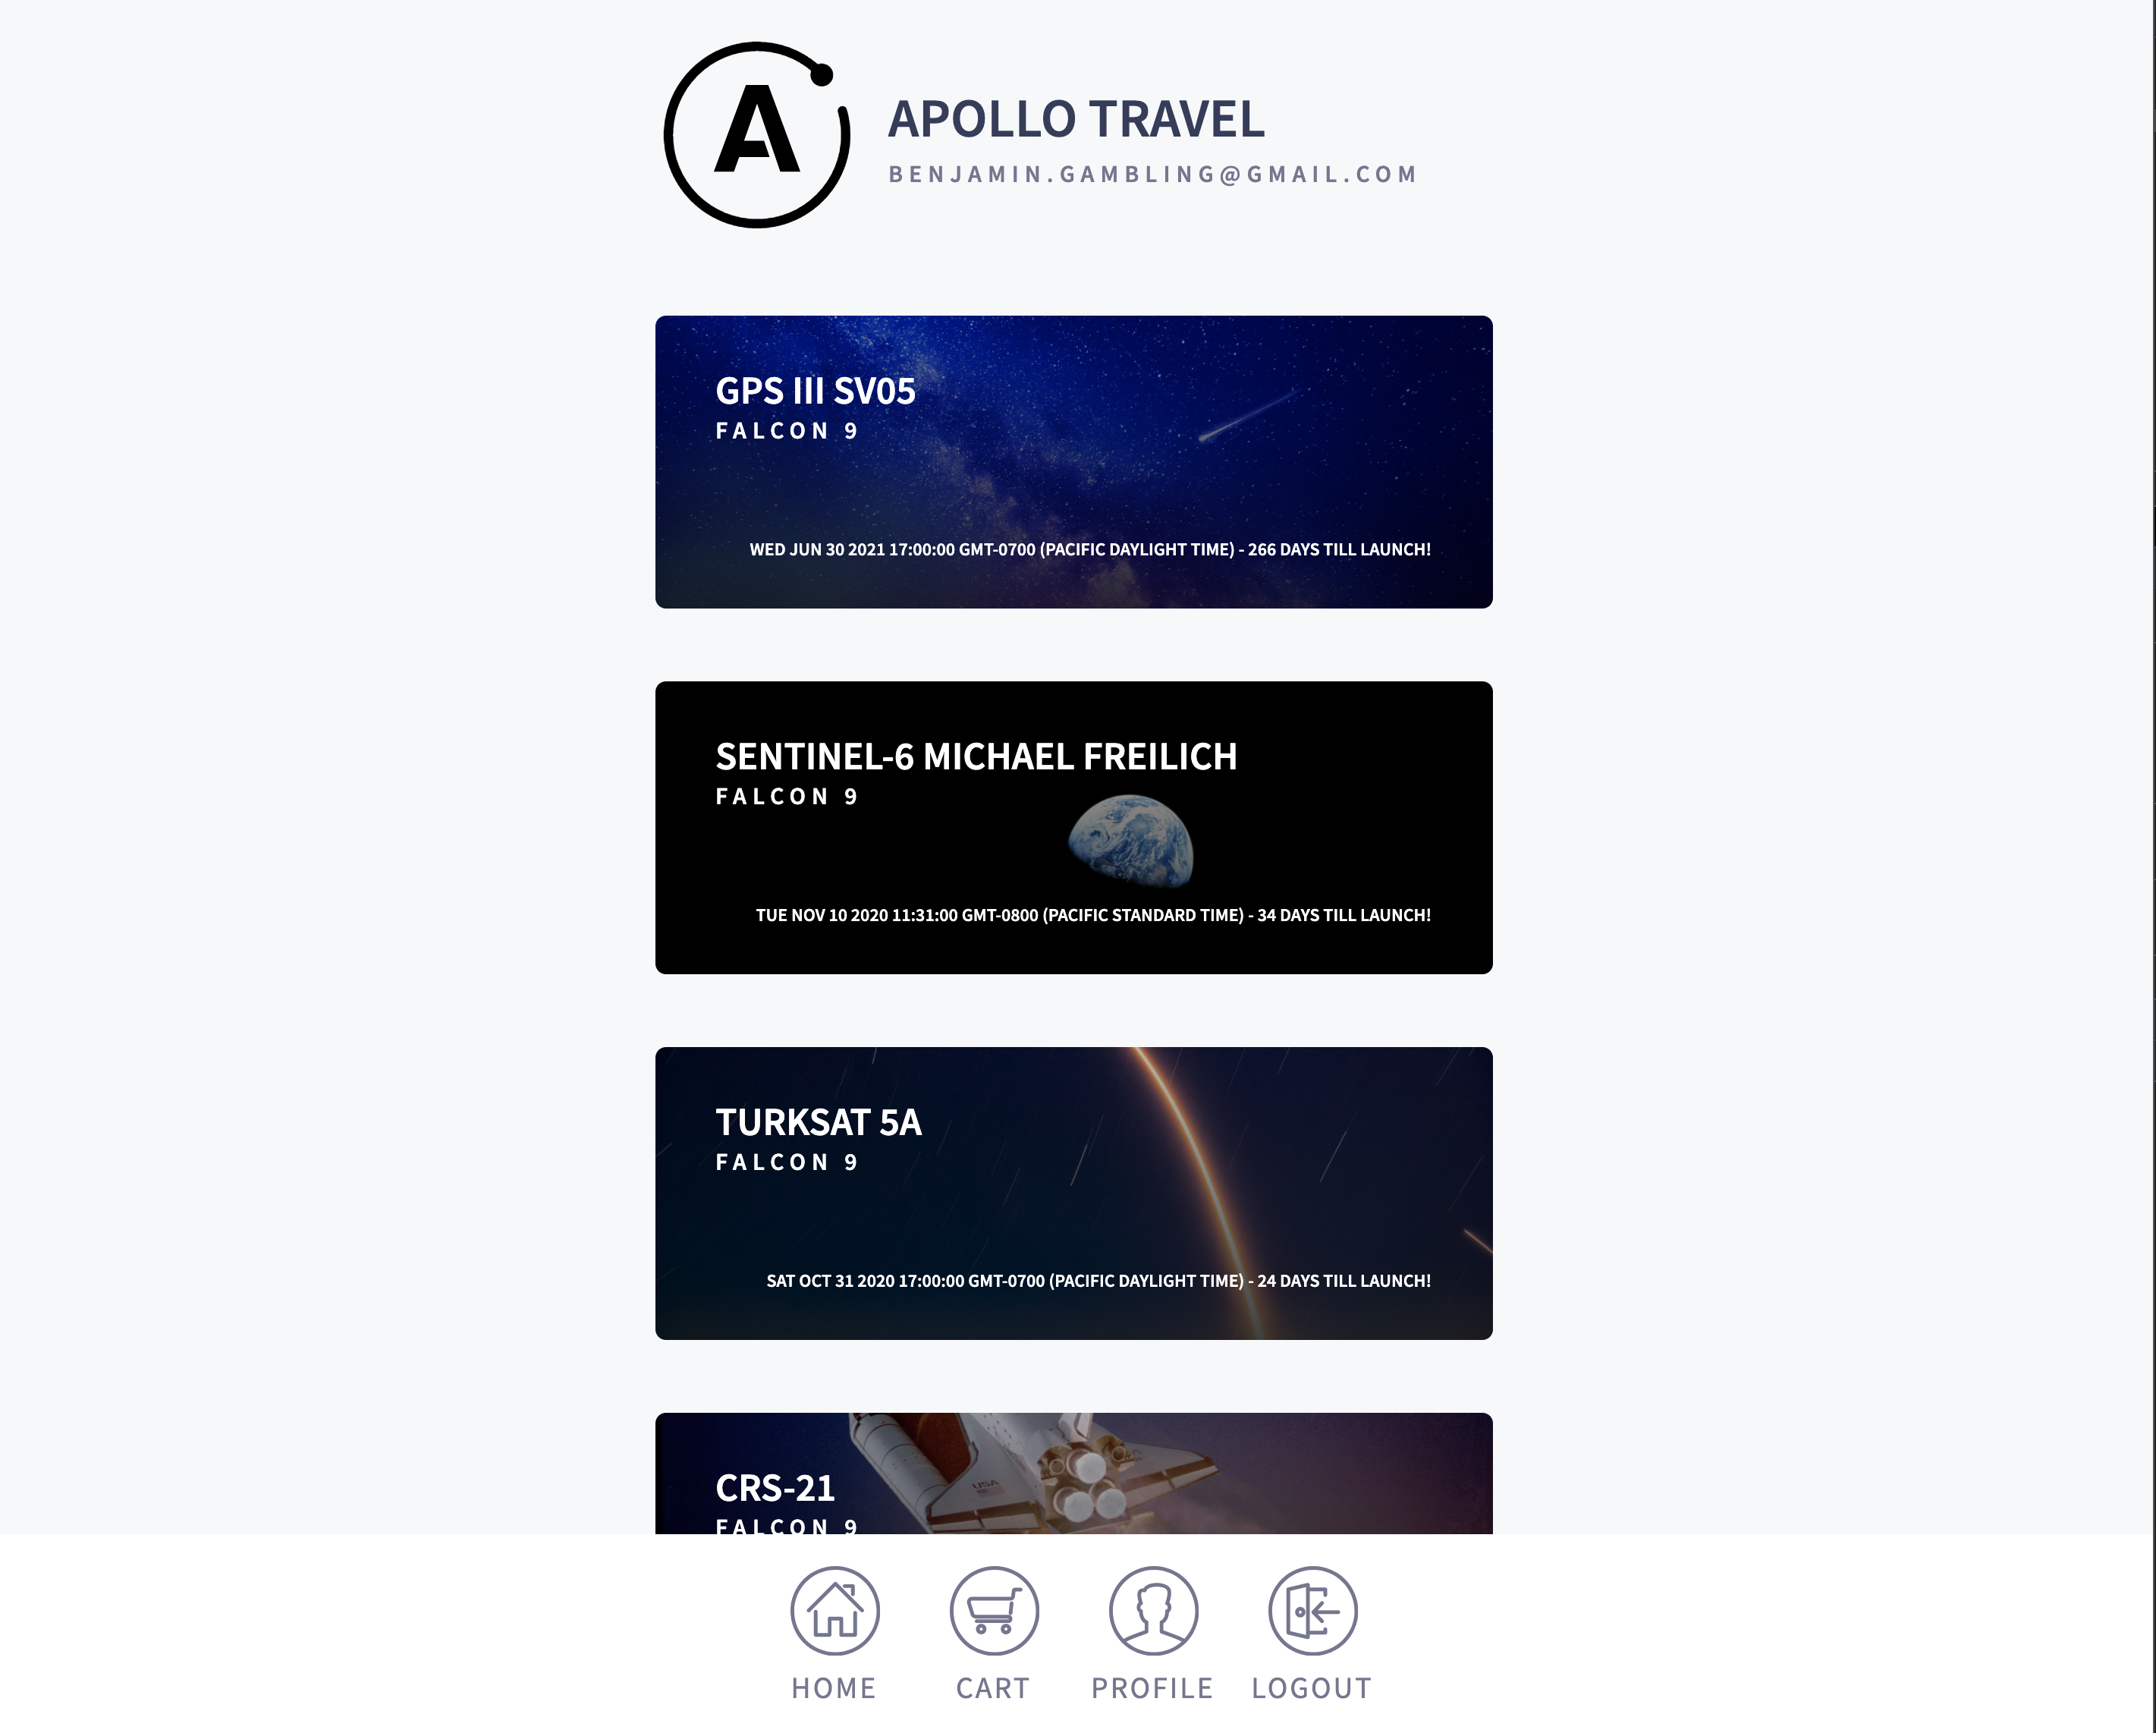 A
APOLLO TRAVEL
BENJAMIN.GAMBLING@GMAIL.COM
GPS III SV05
FALCON 9
WED JUN 30 2021 17:00:00 GMT-0700 (PACIFIC DAYLIGHT TIME) - 266 DAYS TILL LAUNCH!
SENTINEL-6 MICHAEL FREILICH
FALCON 9
TUE NOV 10 2020 11:31:00 GMT-0800 (PACIFIC STANDARD TIME) - 34 DAYS TILL LAUNCH!
TURKSAT 5A
FALCON 9
SAT OCT 31 2020 17:00:00 GMT-0700 (PACIFIC DAYLIGHT TIME) - 24 DAYS TILL LAUNCH!
USA
CRS-21
FALCON 9
HOME
CART
PROFILE
LOGOUT